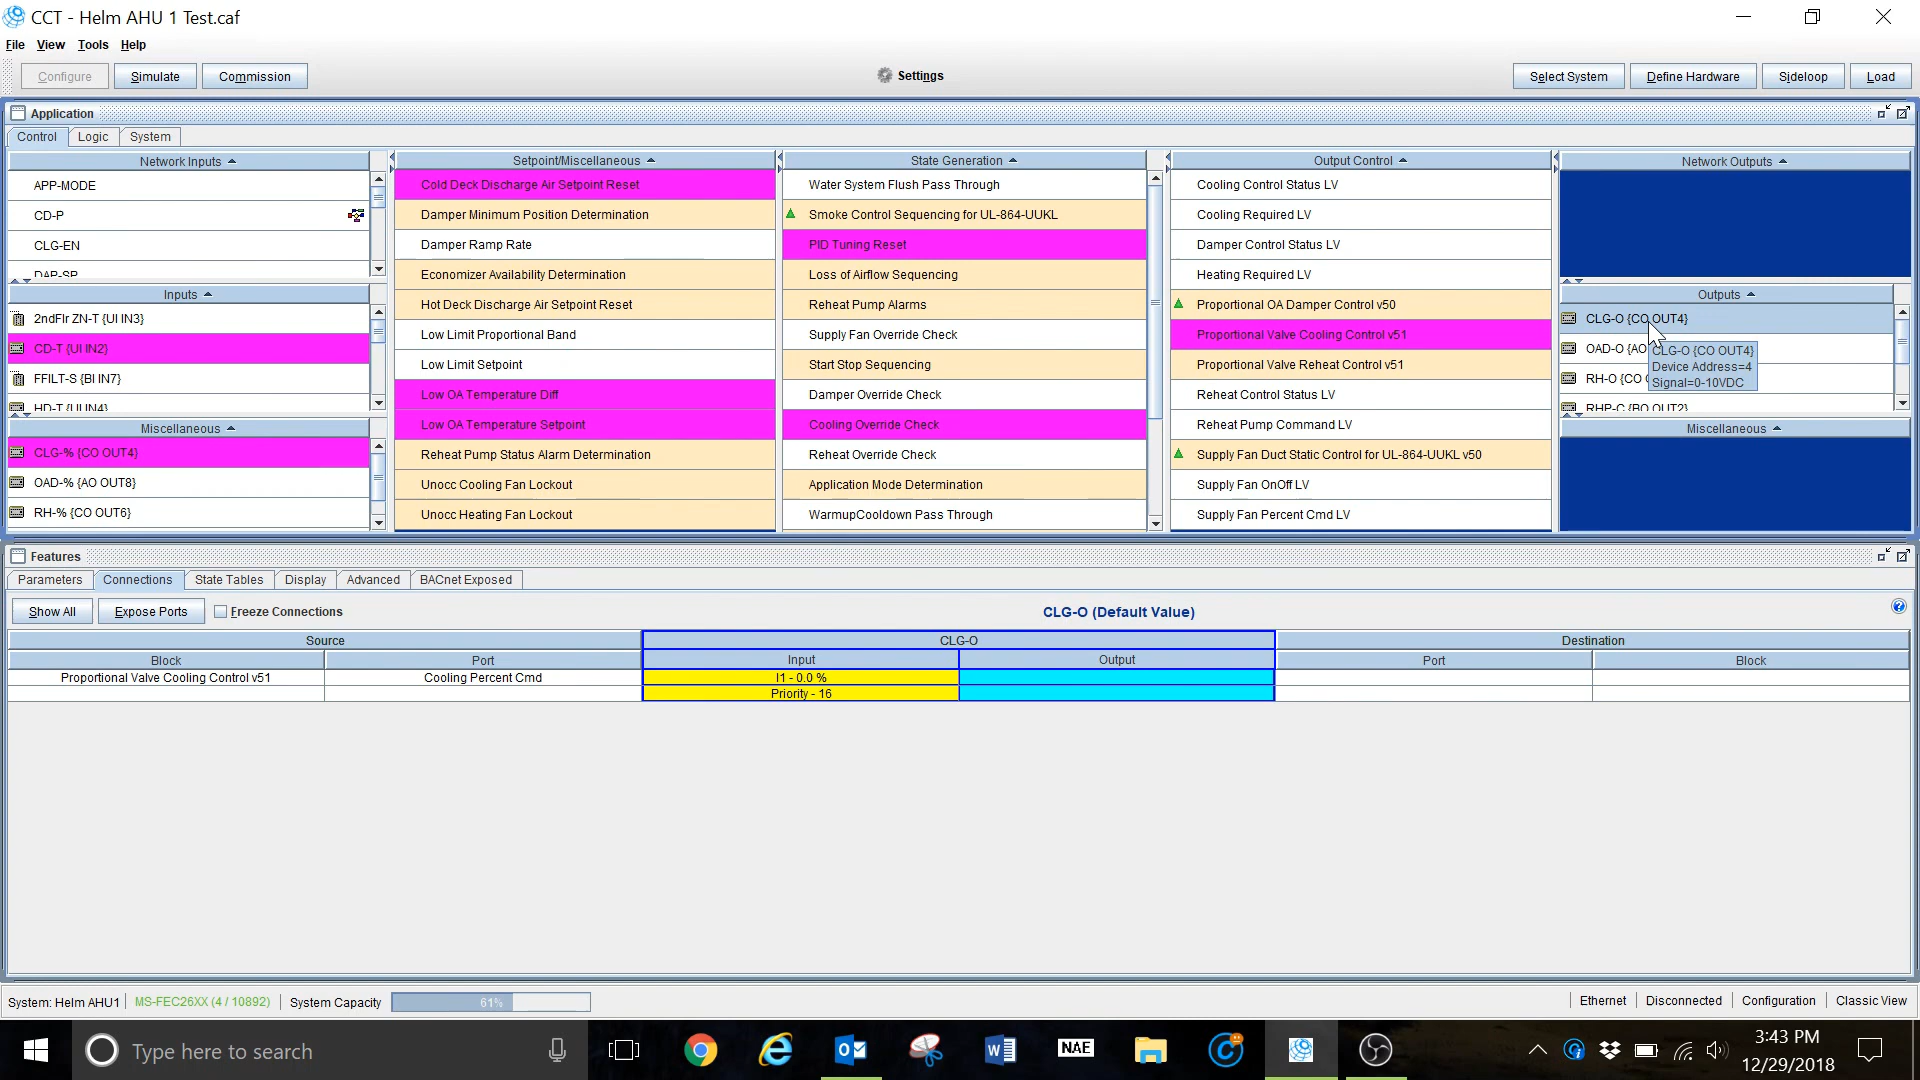 CCT - Helm AHU 1 Test.caf
File View Tools Help
Configure Simulate Commission Settings Select System Define Hardware Sideloop Load
Application
Control Logic System
Network Inputs
APP-MODE
CD-P
CLG-EN
DAP-SP
Inputs
2ndFlr ZN-T {UI IN3}
CD-T {UI IN2}
FFILT-S {BI IN7}
HD-T {UI IN4}
Miscellaneous
CLG-% {CO OUT4}
OAD-% {AO OUT8}
RH-% {CO OUT6}
Setpoint/Miscellaneous
Cold Deck Discharge Air Setpoint Reset
Damper Minimum Position Determination
Damper Ramp Rate
Economizer Availability Determination
Hot Deck Discharge Air Setpoint Reset
Low Limit Proportional Band
Low Limit Setpoint
Low OA Temperature Diff
Low OA Temperature Setpoint
Reheat Pump Status Alarm Determination
Unocc Cooling Fan Lockout
Unocc Heating Fan Lockout
State Generation
Water System Flush Pass Through
Smoke Control Sequencing for UL-864-UUKL
PID Tuning Reset
Loss of Airflow Sequencing
Reheat Pump Alarms
Supply Fan Override Check
Start Stop Sequencing
Damper Override Check
Cooling Override Check
Reheat Override Check
Application Mode Determination
WarmupCooldown Pass Through
Output Control
Cooling Control Status LV
Cooling Required LV
Damper Control Status LV
Heating Required LV
Proportional OA Damper Control v50
Proportional Valve Cooling Control v51
Proportional Valve Reheat Control v51
Reheat Control Status LV
Reheat Pump Command LV
Supply Fan Duct Static Control for UL-864-UUKL v50
Supply Fan OnOff LV
Supply Fan Percent Cmd LV
Network Outputs
Outputs
CLG-O {CO OUT4}
OAD-O {AO
RH-O {CO
RHP-C {BO OUT2}
CLG-O {CO OUT4}
Device Address=4
Signal=0-10VDC
Miscellaneous
Features
Parameters Connections State Tables Display Advanced BACnet Exposed
Show All Expose Ports Freeze Connections CLG-O (Default Value)
Source CLG-O Destination
Block Port Input Output Port Block
Proportional Valve Cooling Control v51 Cooling Percent Cmd I1 - 0.0 %
Priority - 16
System: Helm AHU1 MS-FEC26XX (4 / 10892) System Capacity 61% Ethernet Disconnected Configuration Classic View
Type here to search NAE 3:43 PM
12/29/2018